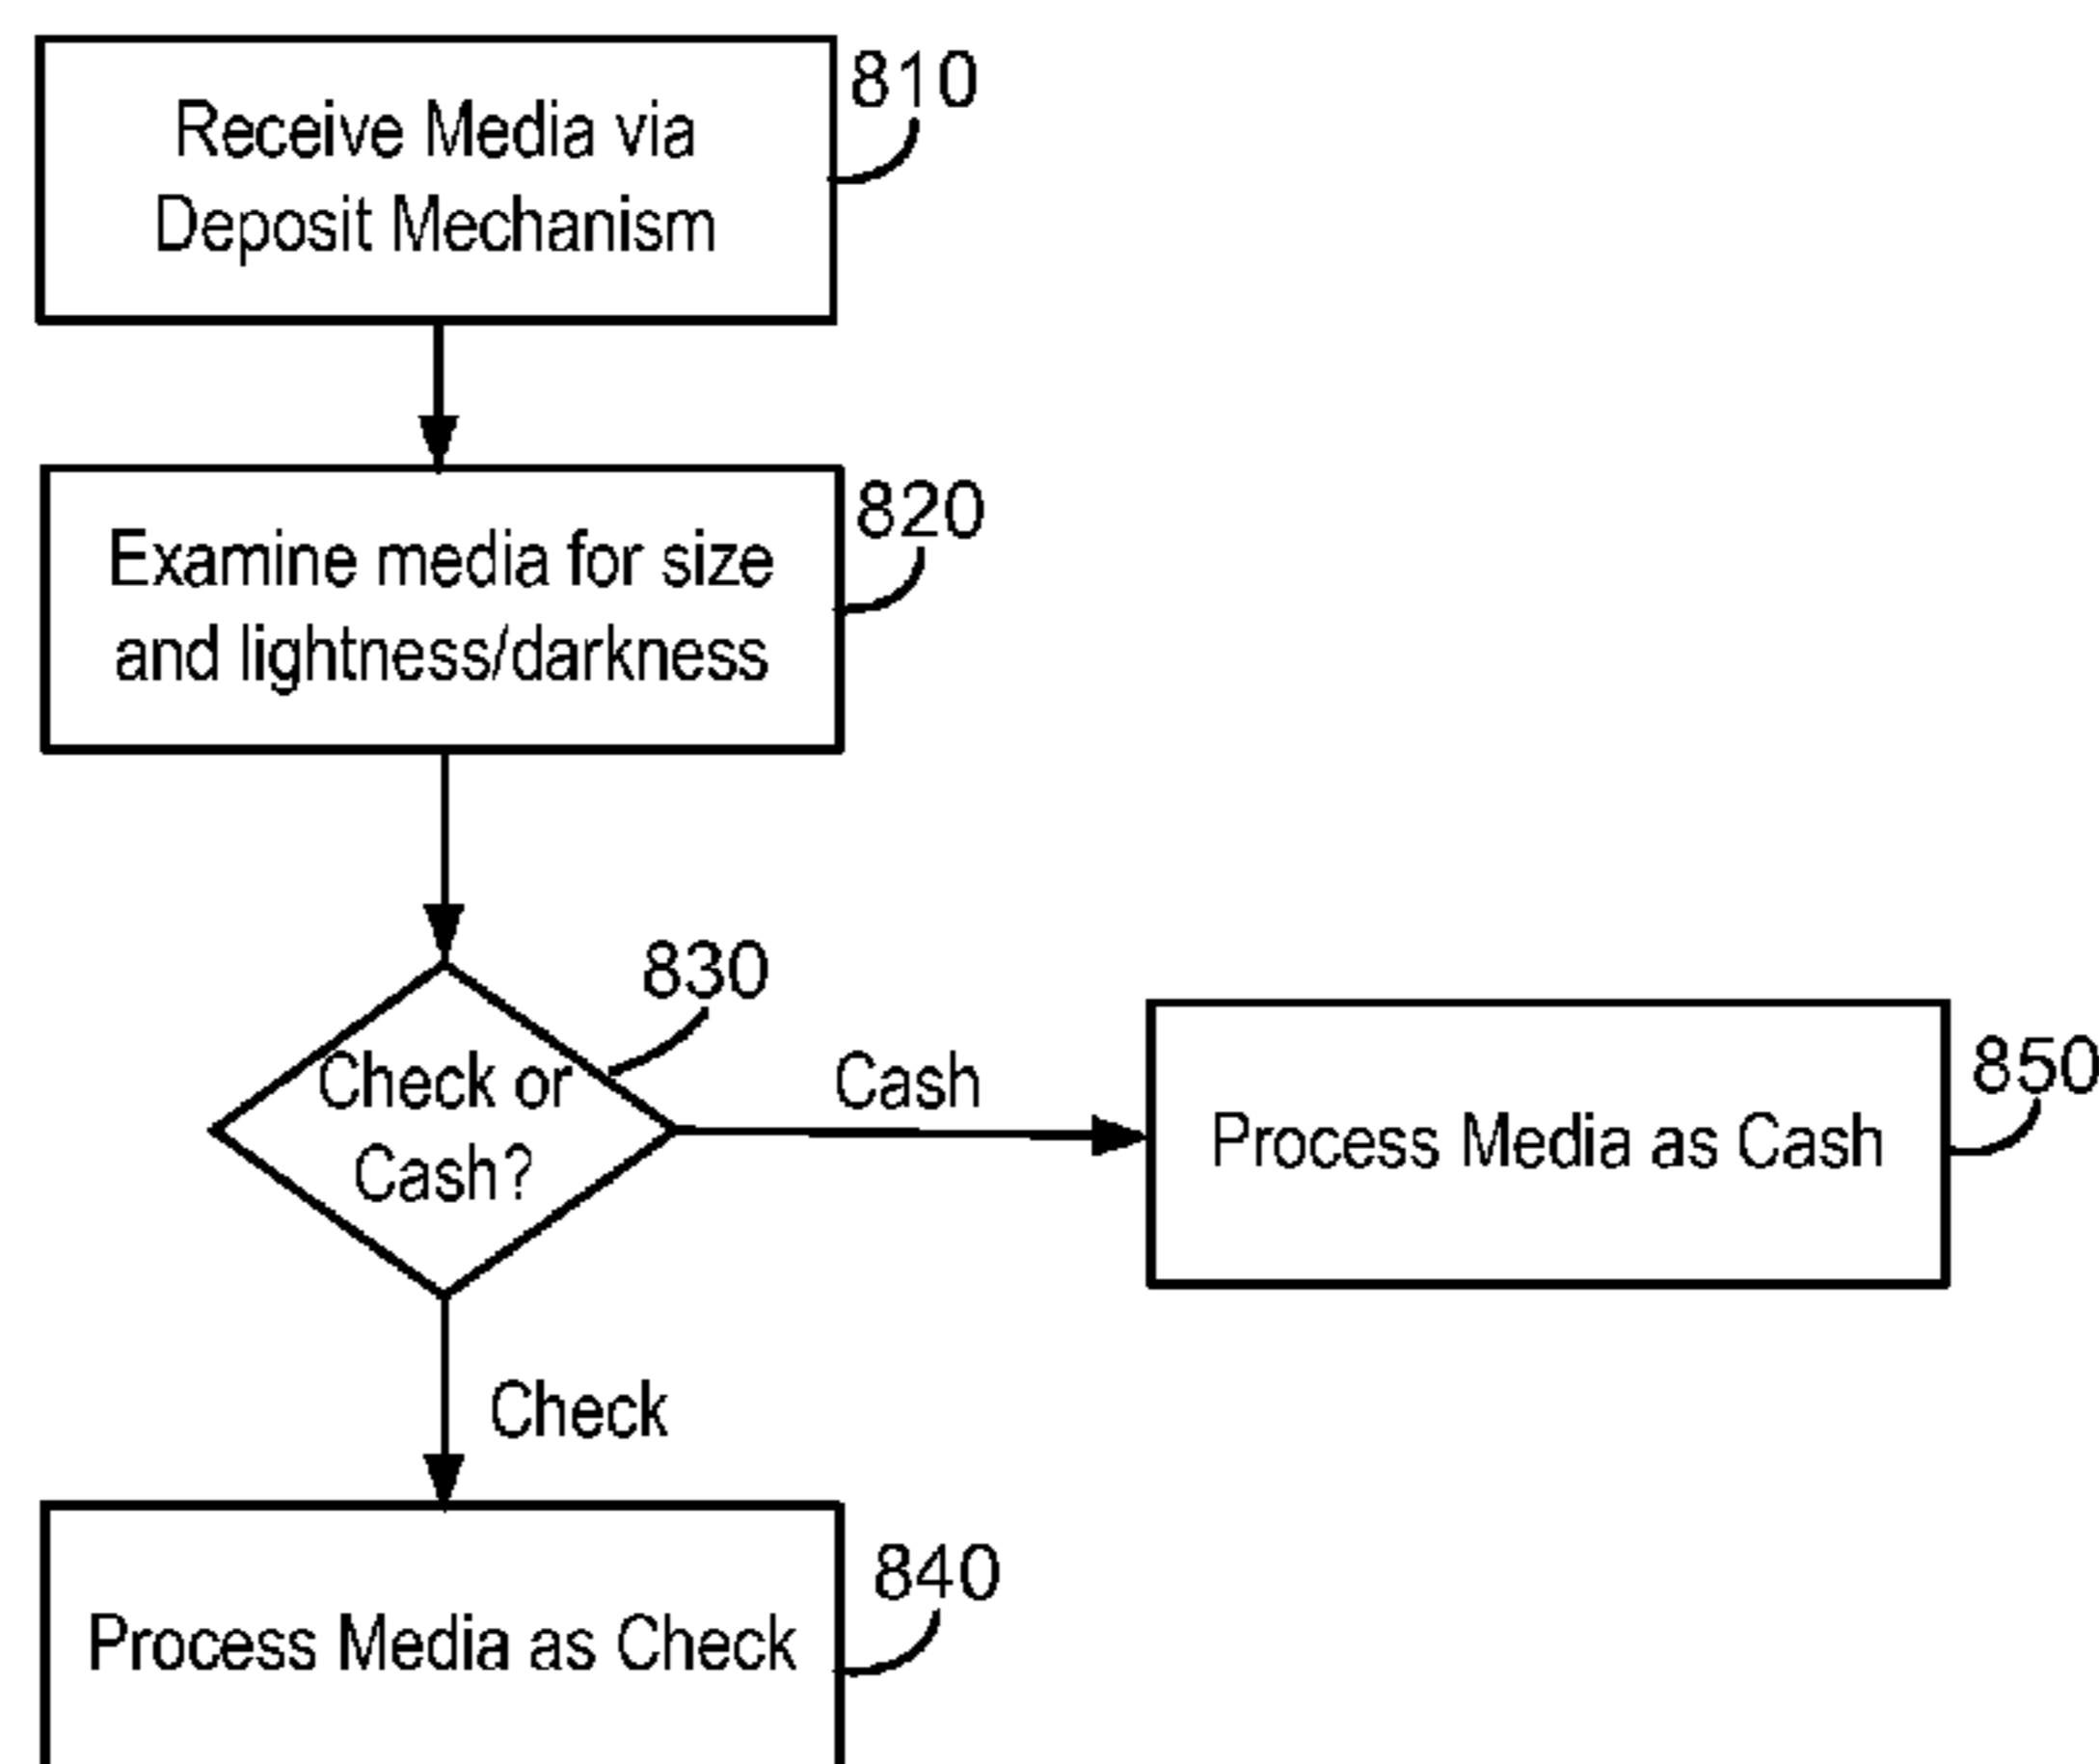 Receive Media via
Deposit Mechanism
810
Examine media for size
and lightness/darkness
820
830
Check or
Cash?
Cash
Process Media as Cash
850
Check
Process Media as Check
840